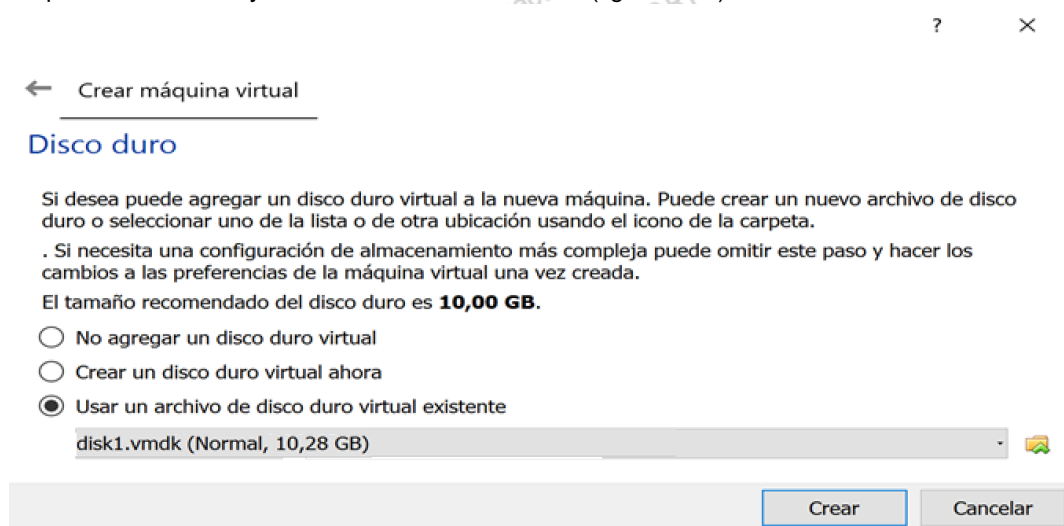 ?
Crear máquina virtual
Disco duro
Si desea puede agregar un disco duro virtual a la nueva máquina. Puede crear un nuevo archivo de disco
duro o seleccionar uno de la lista o de otra ubicación usando el icono de la carpeta.
. Si necesita una configuración de almacenamiento más compleja puede omitir este paso y hacer los
cambios a las preferencias de la máquina virtual una vez creada.
El tamaño recomendado del disco duro es 10,00 GB.
No agregar un disco duro virtual
Crear un disco duro virtual ahora
Usar un archivo de disco duro virtual existente
disk1.vmdk (Normal, 10,28 GB)
Crear Cancelar